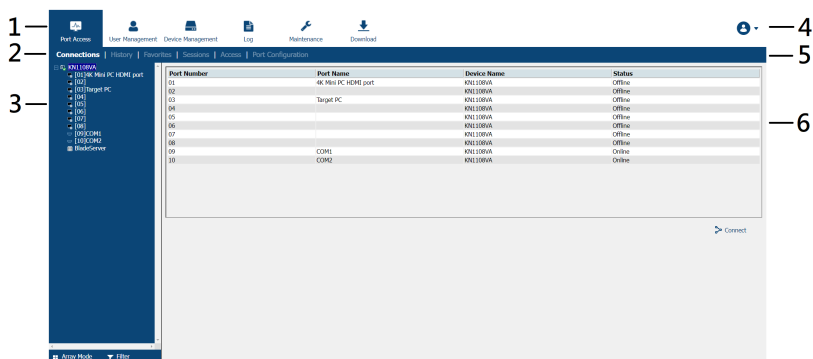 1
4
Port Access
User Management
Device Management
Log
Maintenance
Download
2
Connections | History | Favorites | Sessions | Access | Port Configuration
5
3
KN1108VA
[01]4K Mini PC HDMI port
[02]
[03]Target PC
[04]
[05]
[06]
[07]
[08]
[09]COM1
[10]COM2
BladeServer
Port Number Port Name Device Name Status
01 4K Mini PC HDMI port KN1108VA Offline
02 KN1108VA Offline
03 Target PC KN1108VA Offline
04 KN1108VA Offline
05 KN1108VA Offline
06 KN1108VA Offline
07 KN1108VA Offline
08 KN1108VA Offline
09 COM1 KN1108VA Online
10 COM2 KN1108VA Online
6
Connect
Array Mode Filter